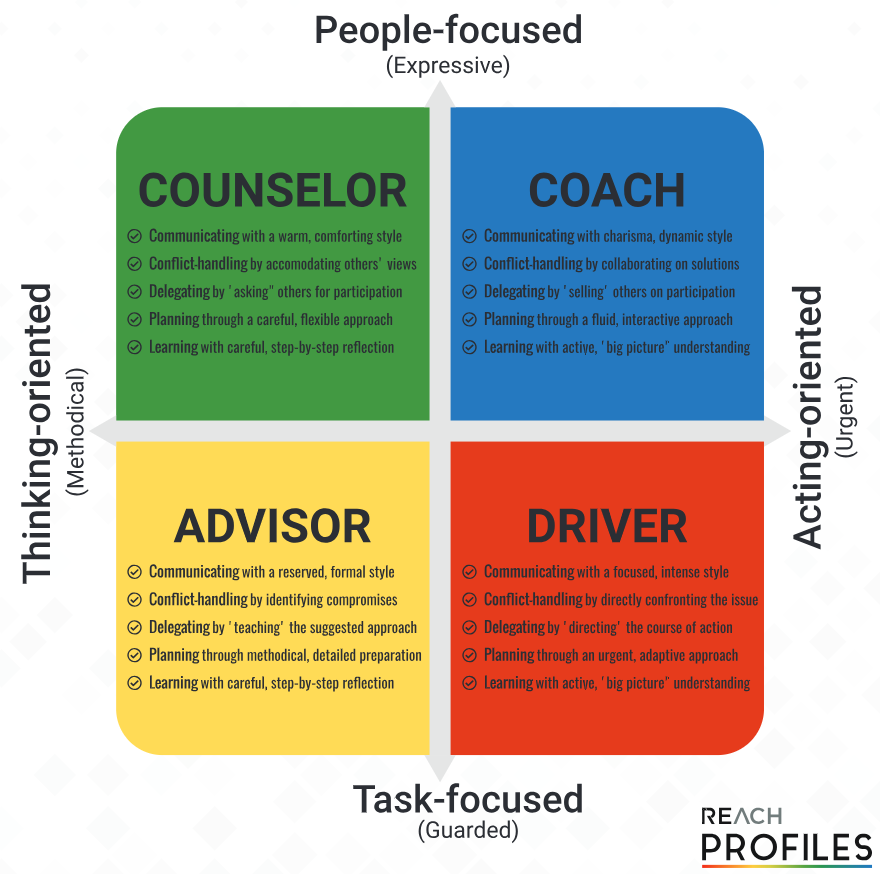 People-focused
(Expressive)
Thinking-oriented
(Methodical)
COUNSELOR
Communicating with a warm, comforting style
Conflict-handling by accomodating others' views
Delegating by 'asking" others for participation
Planning through a careful, flexible approach
Learning with careful, step-by-step reflection
COACH
Communicating with charisma, dynamic style
Conflict-handling by collaborating on solutions
Delegating by 'selling' others on participation
Planning through a fluid, interactive approach
Learning with active, 'big picture" understanding
ADVISOR
Communicating with a reserved, formal style
Conflict-handling by identifying compromises
Delegating by 'teaching' the suggested approach
Planning through methodical, detailed preparation
Learning with careful, step-by-step reflection
DRIVER
Communicating with a focused, intense style
Conflict-handling by directly confronting the issue
Delegating by 'directing' the course of action
Planning through an urgent, adaptive approach
Learning with active, 'big picture" understanding
Acting-oriented
(Urgent)
Task-focused
(Guarded)
REACH
PROFILES